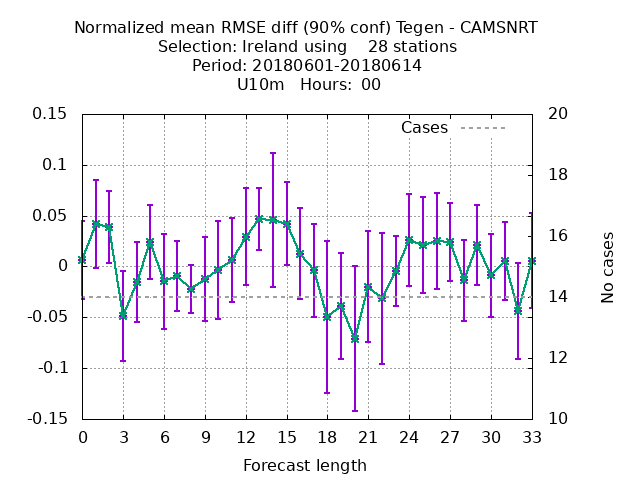 Normalized mean RMSE diff (90% conf) Tegen - CAMSNRT
Selection: Ireland using    28 stations
Period: 20180601-20180614
U10m   Hours:  00
Cases
0.15
0.1
0.05
0
-0.05
-0.1
-0.15
20
18
16
14
12
10
No cases
0 3 6 9 12 15 18 21 24 27 30 33
Forecast length